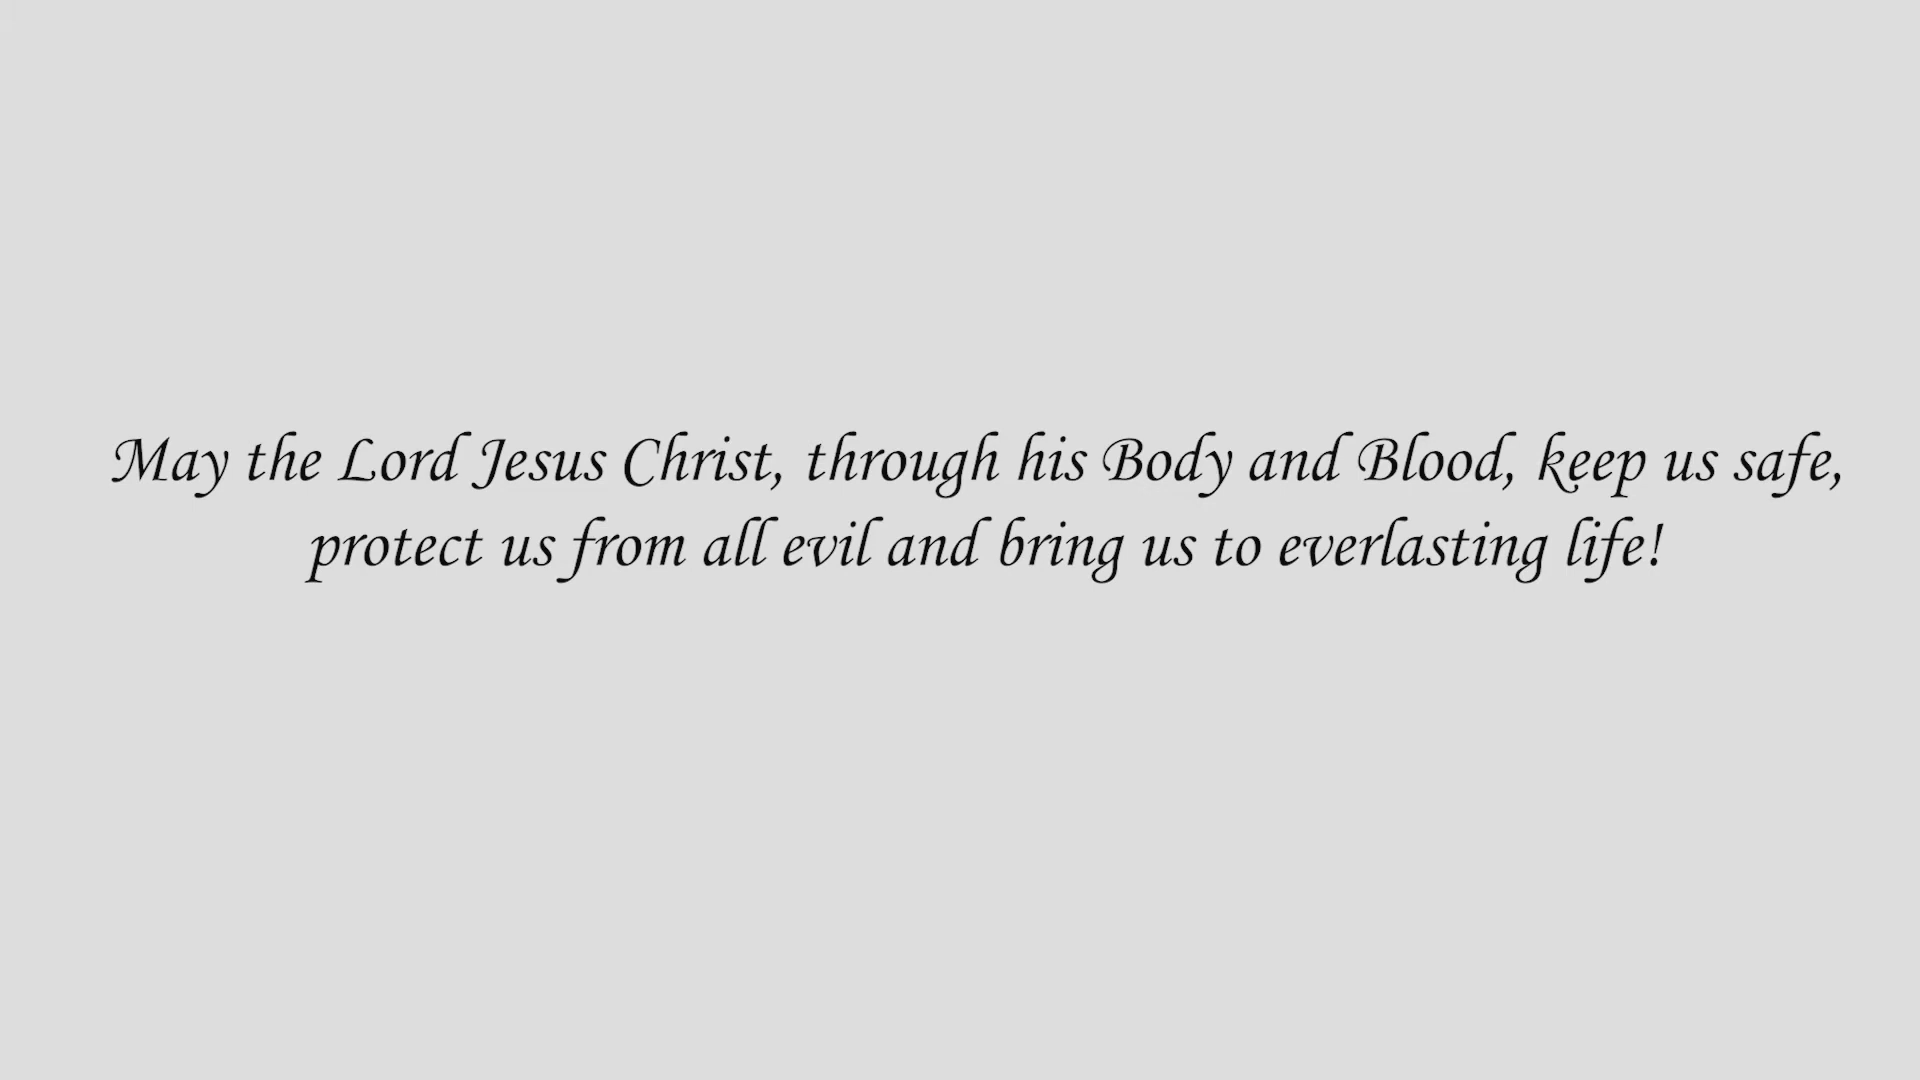 May the Lord Jesus Christ, through his Body and Blood, keep us safe,
protect us from all evil and bring us to everlasting life!